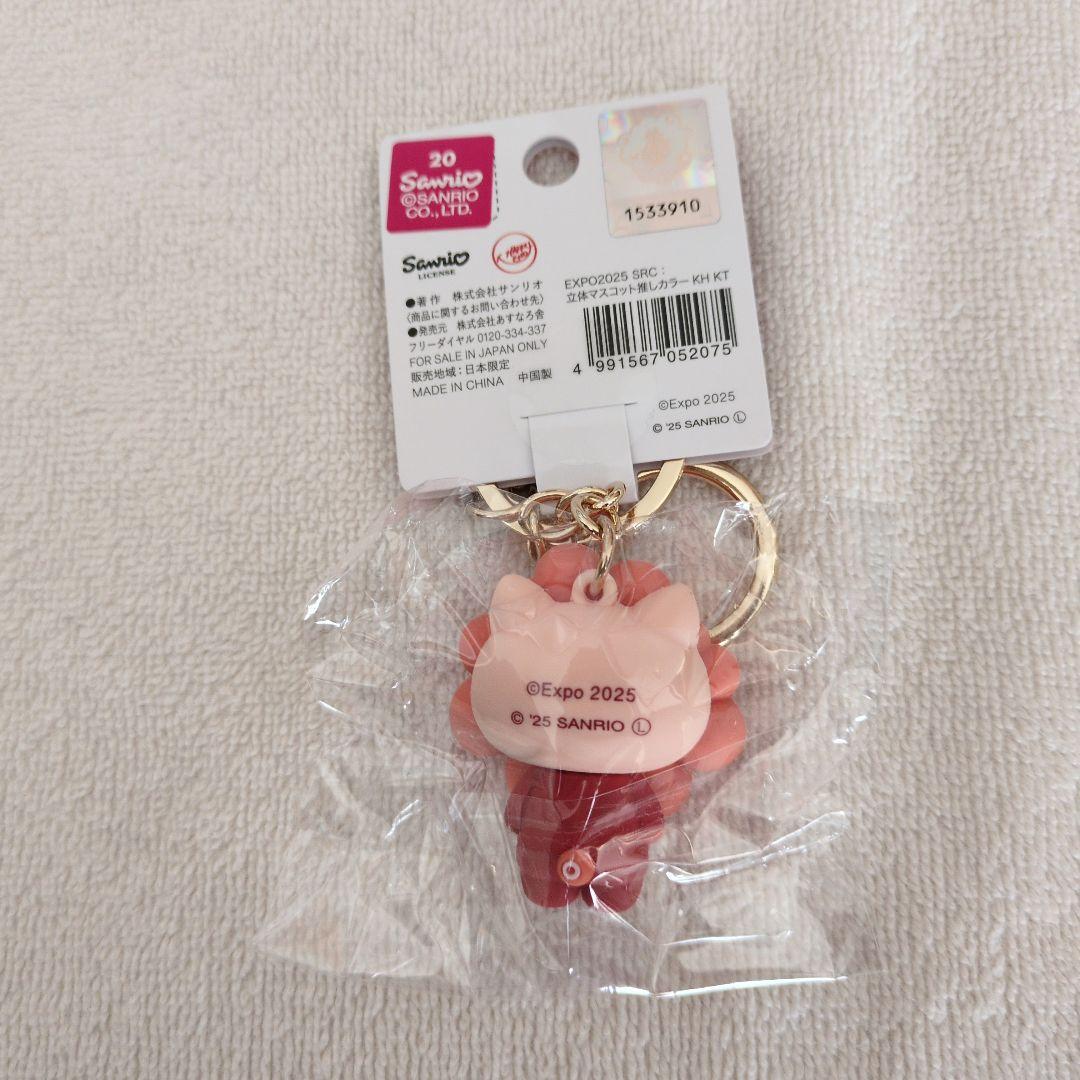 20
Sanrio
©SANRIO
CO., LTD.
1533910
Sanrio
LICENSE
●著作 株式会社サンリオ
〈商品に関するお問い合わせ先〉
●発売元 株式会社あすなろ舎
フリーダイヤル 0120-334-337
FOR SALE IN JAPAN ONLY
販売地域：日本限定
MADE IN CHINA 中国製
EXPO2025 SRC：
立体マスコット推しカラー KH KT
4 991567 052075
©Expo 2025
© '25 SANRIO Ⓛ
©Expo 2025
© '25 SANRIO Ⓛ